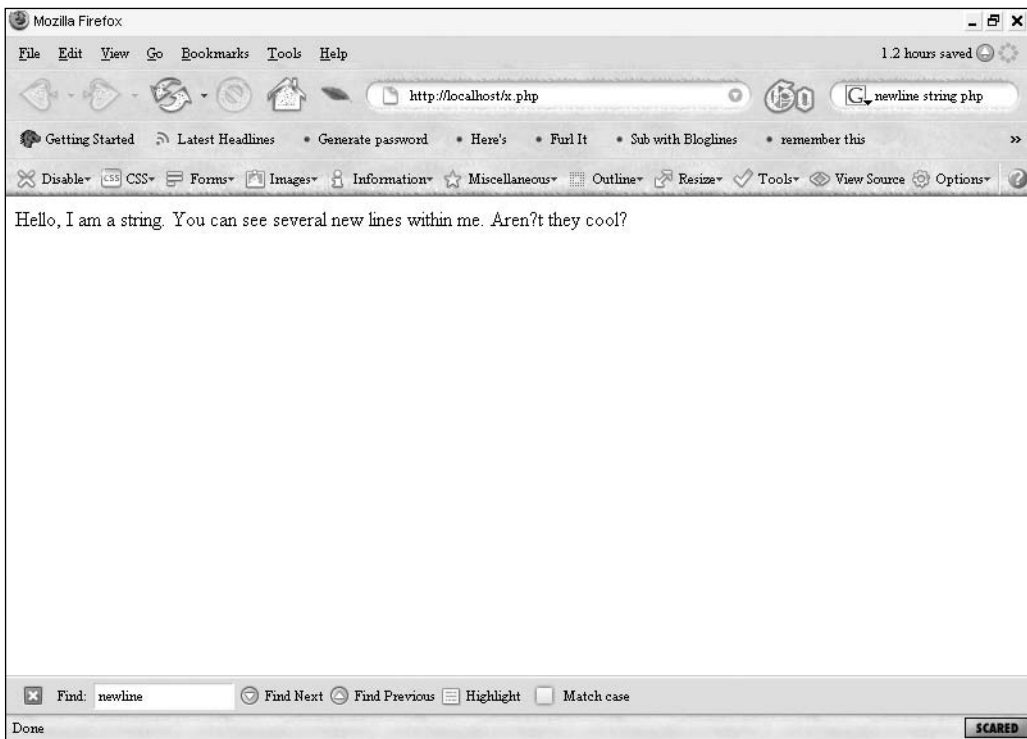 Mozilla Firefox
File Edit View Go Bookmarks Tools Help 1.2 hours saved
http://localhost/x.php G newline string php
Getting Started Latest Headlines Generate password Here's Furl It Sub with Bloglines remember this »
Disable CSS CSS Forms Images Information Miscellaneous Outline Resize Tools View Source Options
Hello, I am a string. You can see several new lines within me. Aren?t they cool?
Find: newline Find Next Find Previous Highlight Match case
Done SCARED